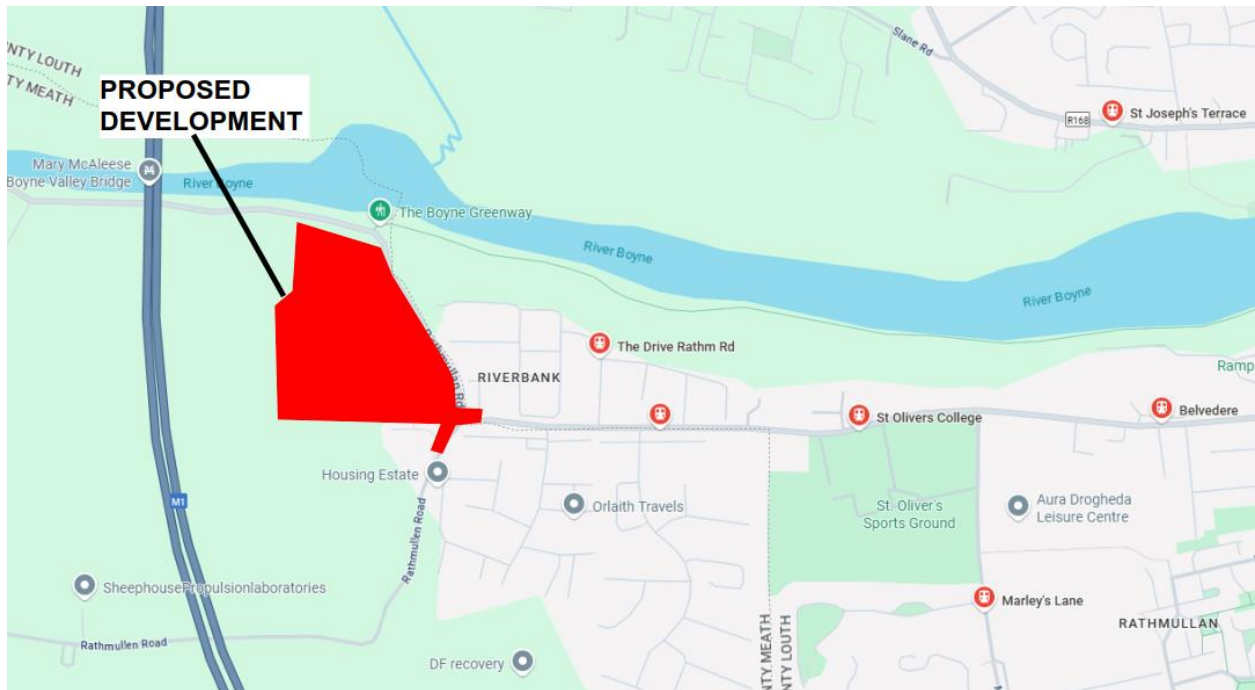 Slane Rd
NTY LOUTH
TY MEATH
PROPOSED
DEVELOPMENT
R168
St Joseph's Terrace
Mary McAleese
Boyne Valley Bridge
River Boyne
The Boyne Greenway
River Boyne
River Boyne
Rathmullan Rd
The Drive Rathm Rd
Ramp
RIVERBANK
St Olivers College
Belvedere
Housing Estate
M1
Orlaith Travels
St. Oliver's
Sports Ground
Aura Drogheda
Leisure Centre
Rathmullen Road
SheephousePropulsionlaboratories
Marley's Lane
RATHMULLAN
Rathmullen Road
DF recovery
NTY MEATH
NTY LOUTH